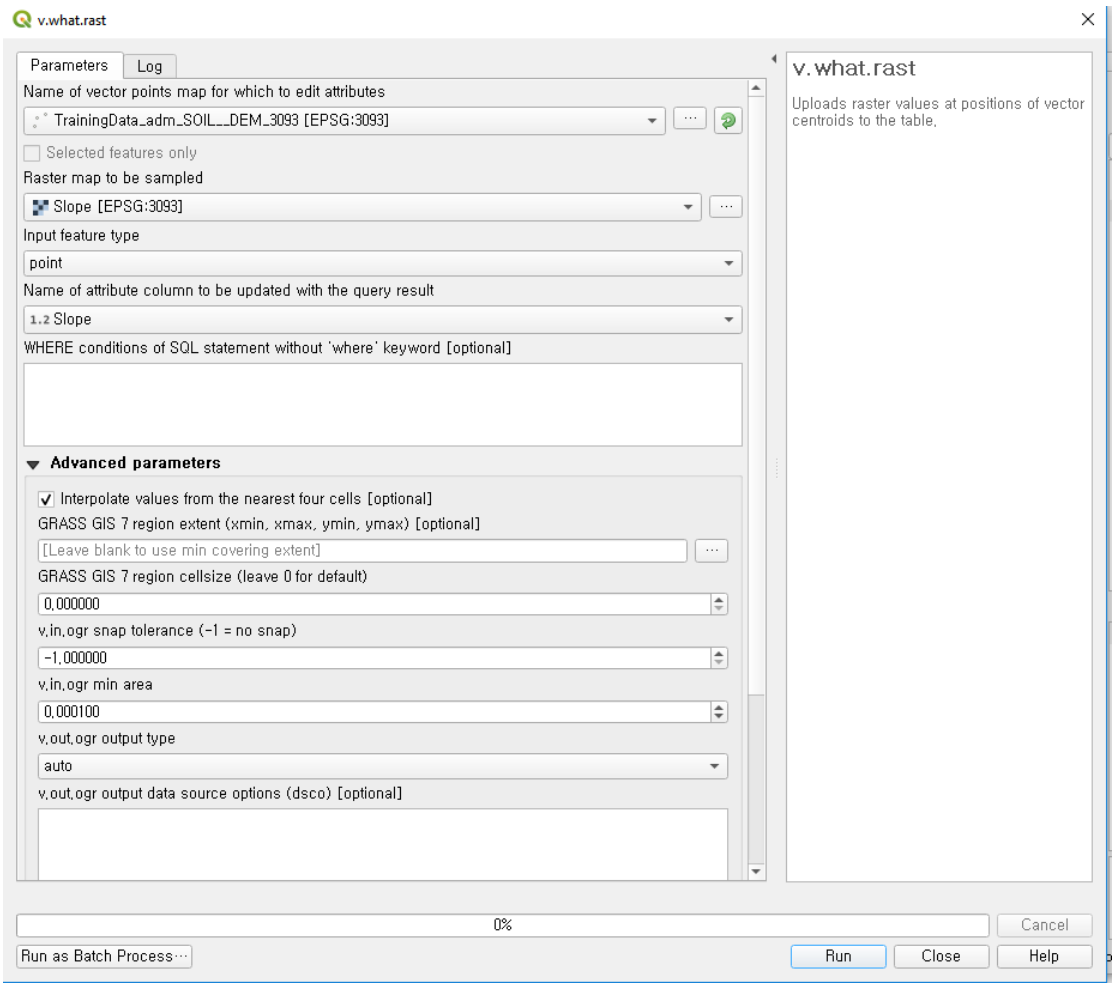 v.what.rast
Parameters
Log
Name of vector points map for which to edit attributes
TrainingData_adm_SOIL__DEM_3093 [EPSG:3093]
...
Selected features only
Raster map to be sampled
Slope [EPSG:3093]
...
Input feature type
point
Name of attribute column to be updated with the query result
1.2 Slope
WHERE conditions of SQL statement without 'where' keyword [optional]
Advanced parameters
Interpolate values from the nearest four cells [optional]
GRASS GIS 7 region extent (xmin, xmax, ymin, ymax) [optional]
[Leave blank to use min covering extent]
...
GRASS GIS 7 region cellsize (leave 0 for default)
0.000000
v.in.ogr snap tolerance (-1 = no snap)
-1.000000
v.in.ogr min area
0.000100
v.out.ogr output type
auto
v.out.ogr output data source options (dsco) [optional]
v.what.rast
Uploads raster values at positions of vector
centroids to the table.
0%
Cancel
Run as Batch Process...
Run
Close
Help